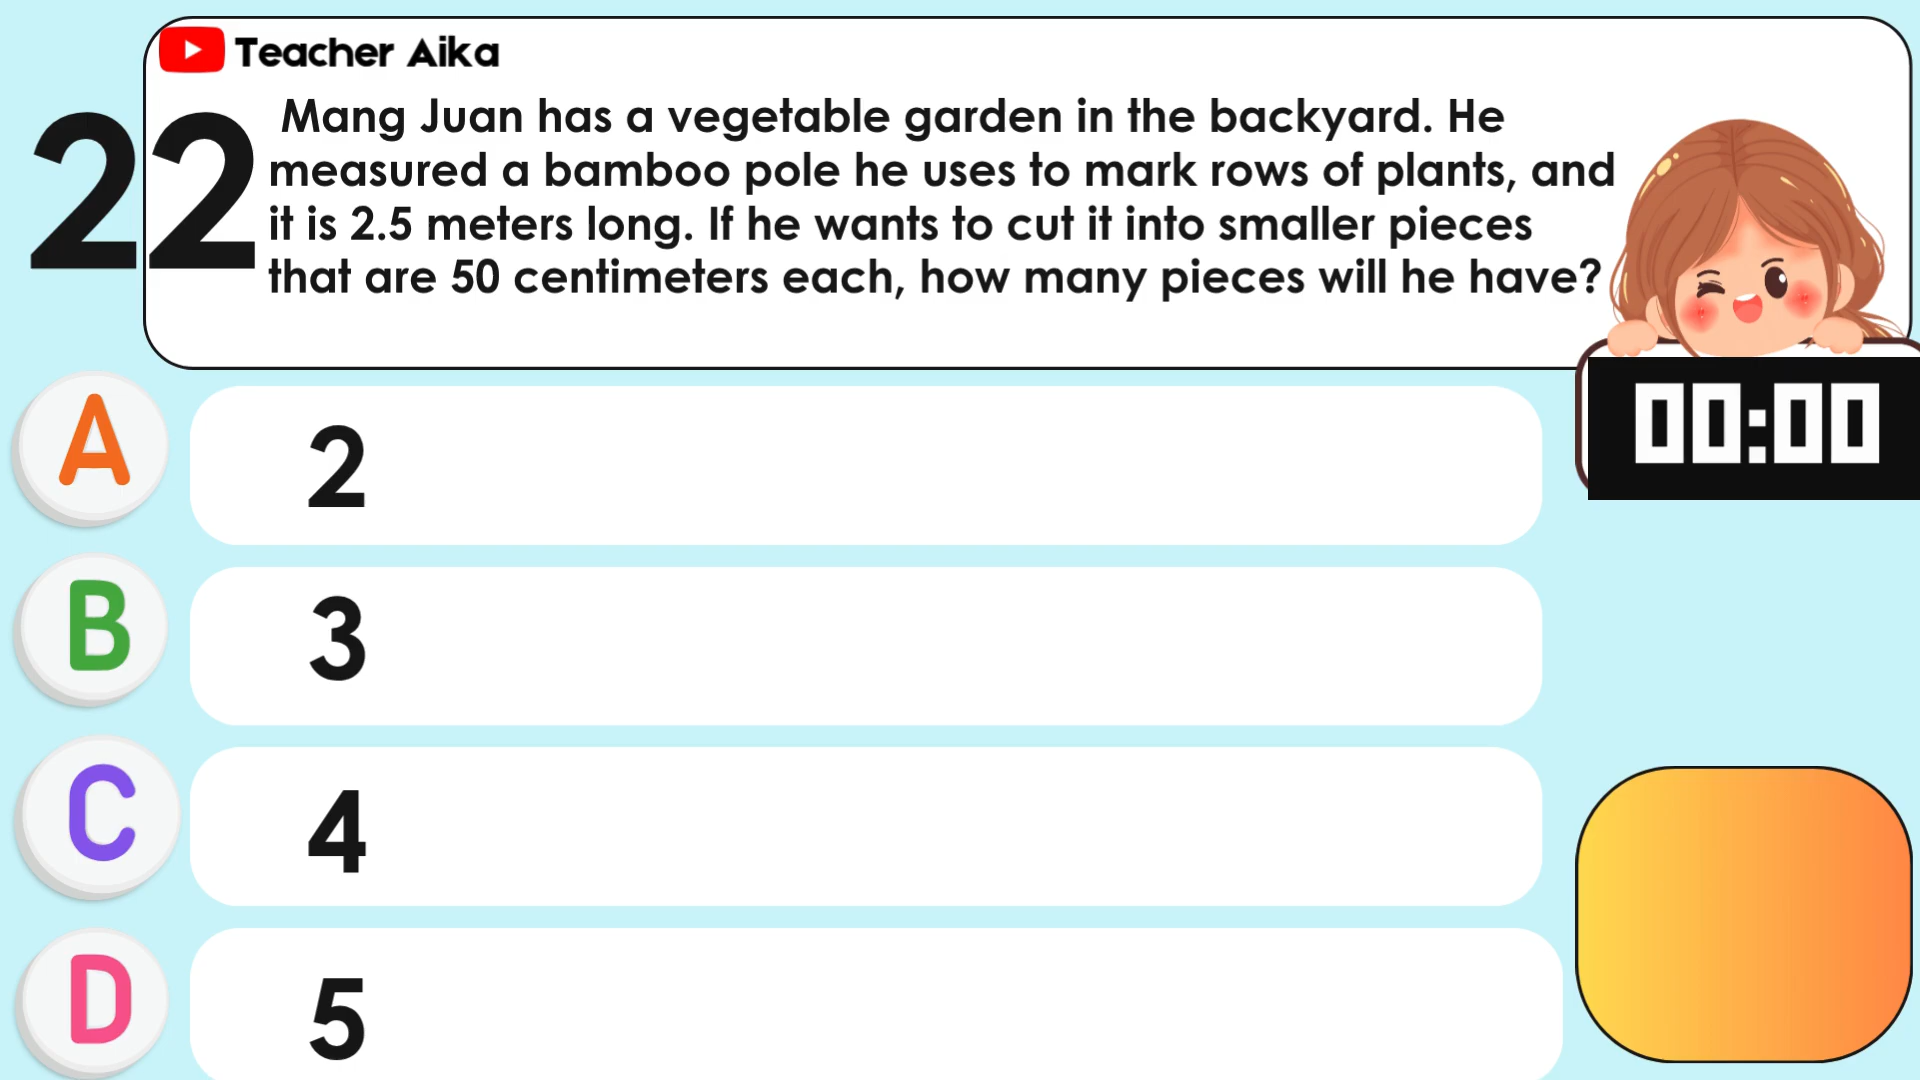 Teacher Aika
22
Mang Juan has a vegetable garden in the backyard. He
measured a bamboo pole he uses to mark rows of plants, and
it is 2.5 meters long. If he wants to cut it into smaller pieces
that are 50 centimeters each, how many pieces will he have?
00:00
A
2
B
3
C
4
D
5